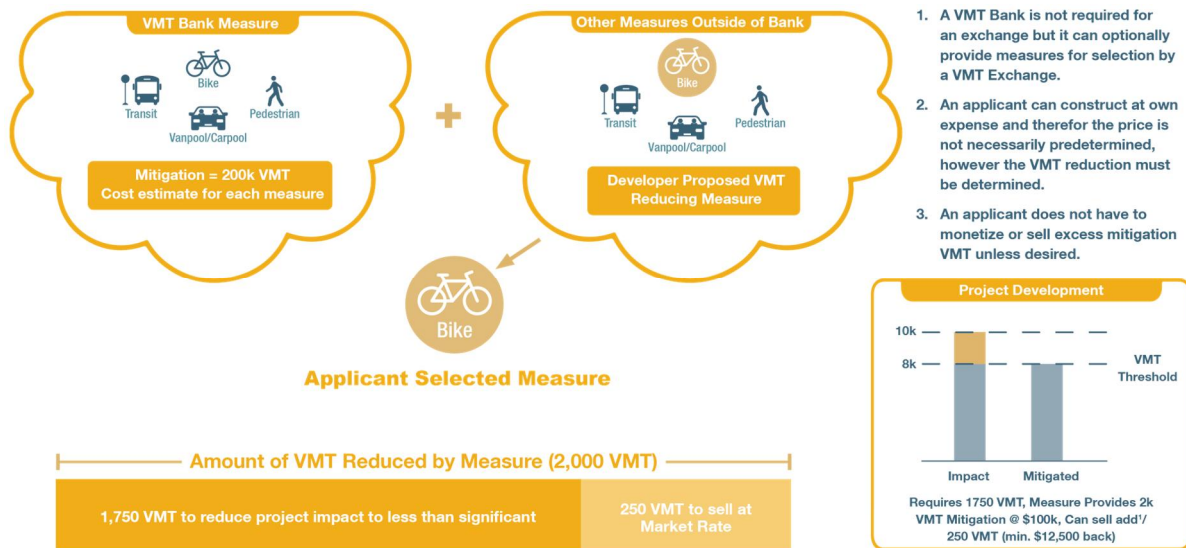 VMT Bank Measure
Bike
Transit
Pedestrian
Vanpool/Carpool
Mitigation = 200k VMT
Cost estimate for each measure
+
Other Measures Outside of Bank
Bike
Transit
Pedestrian
Vanpool/Carpool
Developer Proposed VMT
Reducing Measure
Bike
Applicant Selected Measure
Amount of VMT Reduced by Measure (2,000 VMT)
1,750 VMT to reduce project impact to less than significant
250 VMT to sell at
Market Rate
1. A VMT Bank is not required for
an exchange but it can optionally
provide measures for selection by
a VMT Exchange.
2. An applicant can construct at own
expense and therefor the price is
not necessarily predetermined,
however the VMT reduction must
be determined.
3. An applicant does not have to
monetize or sell excess mitigation
VMT unless desired.
Project Development
10k
8k
VMT
Threshold
Impact
Mitigated
Requires 1750 VMT, Measure Provides 2k
VMT Mitigation @ $100k, Can sell add¹/
250 VMT (min. $12,500 back)